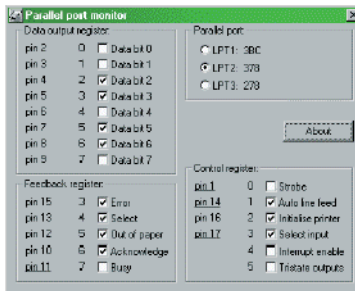 Parallel port monitor
Data output register:
pin 2 0 Data bit 0
pin 3 1 Data bit 1
pin 4 2 Data bit 2
pin 5 3 Data bit 3
pin 6 4 Data bit 4
pin 7 5 Data bit 5
pin 8 6 Data bit 6
pin 9 7 Data bit 7
Feedback register:
pin 15 3 Error
pin 13 4 Select
pin 12 5 Out of paper
pin 10 6 Acknowledge
pin 11 7 Busy
Parallel port:
LPT1: 3BC
LPT2: 378
LPT3: 278
About
Control register:
pin 1 0 Strobe
pin 14 1 Auto line feed
pin 16 2 Initialise printer
pin 17 3 Select input
4 Interrupt enable
5 Tristate outputs